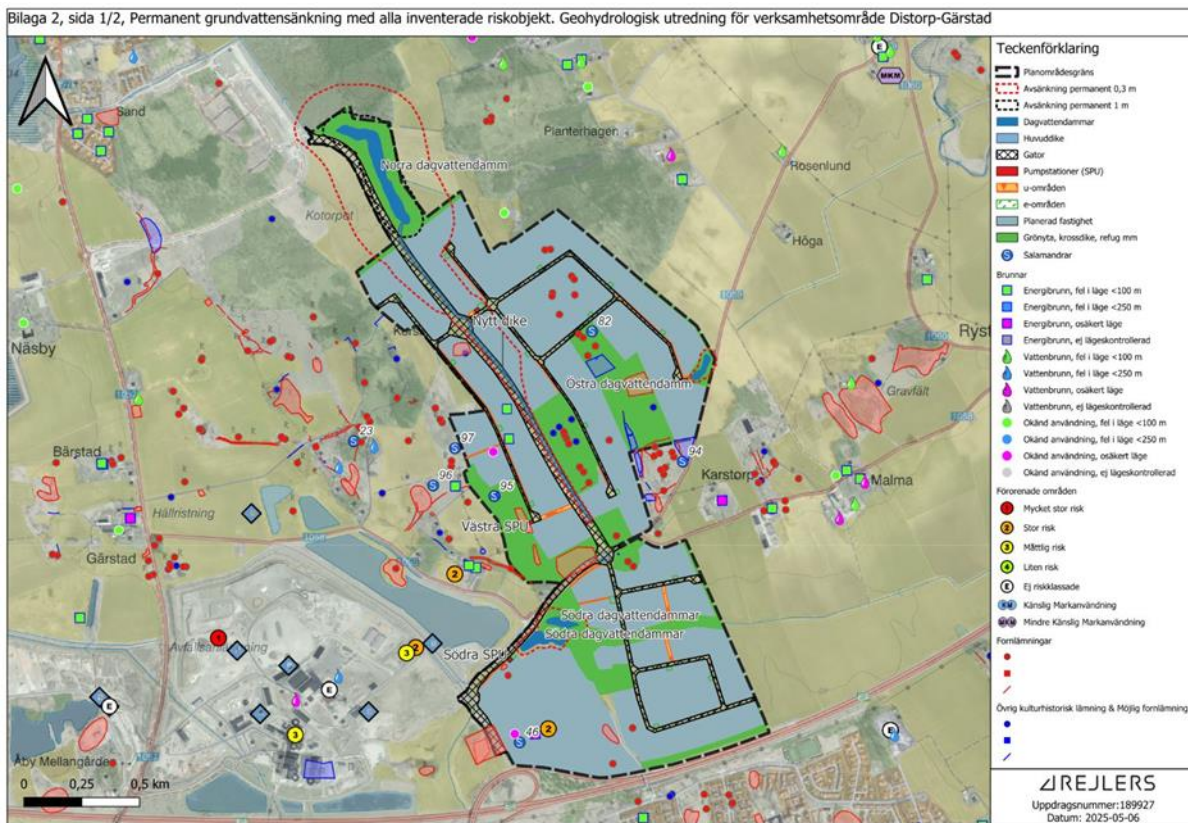 Bilaga 2, sida 1/2, Permanent grundvattensänkning med alla inventerade riskobjekt. Geohydrologisk utredning för verksamhetsområde Distorp-Gärstad
Sand
Planterhagen
Rosenlund
Höga
Norra dagvattendamm
Kotorpet
Näsby
Nytt dike
82
Östra dagvattendamm
Ryst
Gravfält
23
97
96
95
94
Bärstad
Hällristning
Karstorp
Malma
Västra SPU
Gärstad
Södra dagvattendammar
Södra dagvattendammar
Södra SPU
46
Åby Mellangårde
0 0,25 0,5 km
Teckenförklaring
Planområdesgräns
Avsänkning permanent 0,3 m
Avsänkning permanent 1 m
Dagvattendammar
Huvuddike
Gator
Pumpstationer (SPU)
u-områden
e-områden
Planerad fastighet
Grönyta, krossdike, refug mm
S Salamandrar
Brunnar
Energibrunn, fel i läge <100 m
Energibrunn, fel i läge <250 m
Energibrunn, osäkert läge
Energibrunn, ej lägeskontrollerad
Vattenbrunn, fel i läge <100 m
Vattenbrunn, fel i läge <250 m
Vattenbrunn, osäkert läge
Vattenbrunn, ej lägeskontrollerad
Okänd användning, fel i läge <100 m
Okänd användning, fel i läge <250 m
Okänd användning, osäkert läge
Okänd användning, ej lägeskontrollerad
Förorenade områden
1 Mycket stor risk
2 Stor risk
3 Måttlig risk
4 Liten risk
E Ej riskklassade
KM Känslig Markanvändning
MKM Mindre Känslig Markanvändning
Fornlämningar
Övrig kulturhistorisk lämning & Möjlig fornlämning
REJLERS
Uppdragsnummer:189927
Datum: 2025-05-06